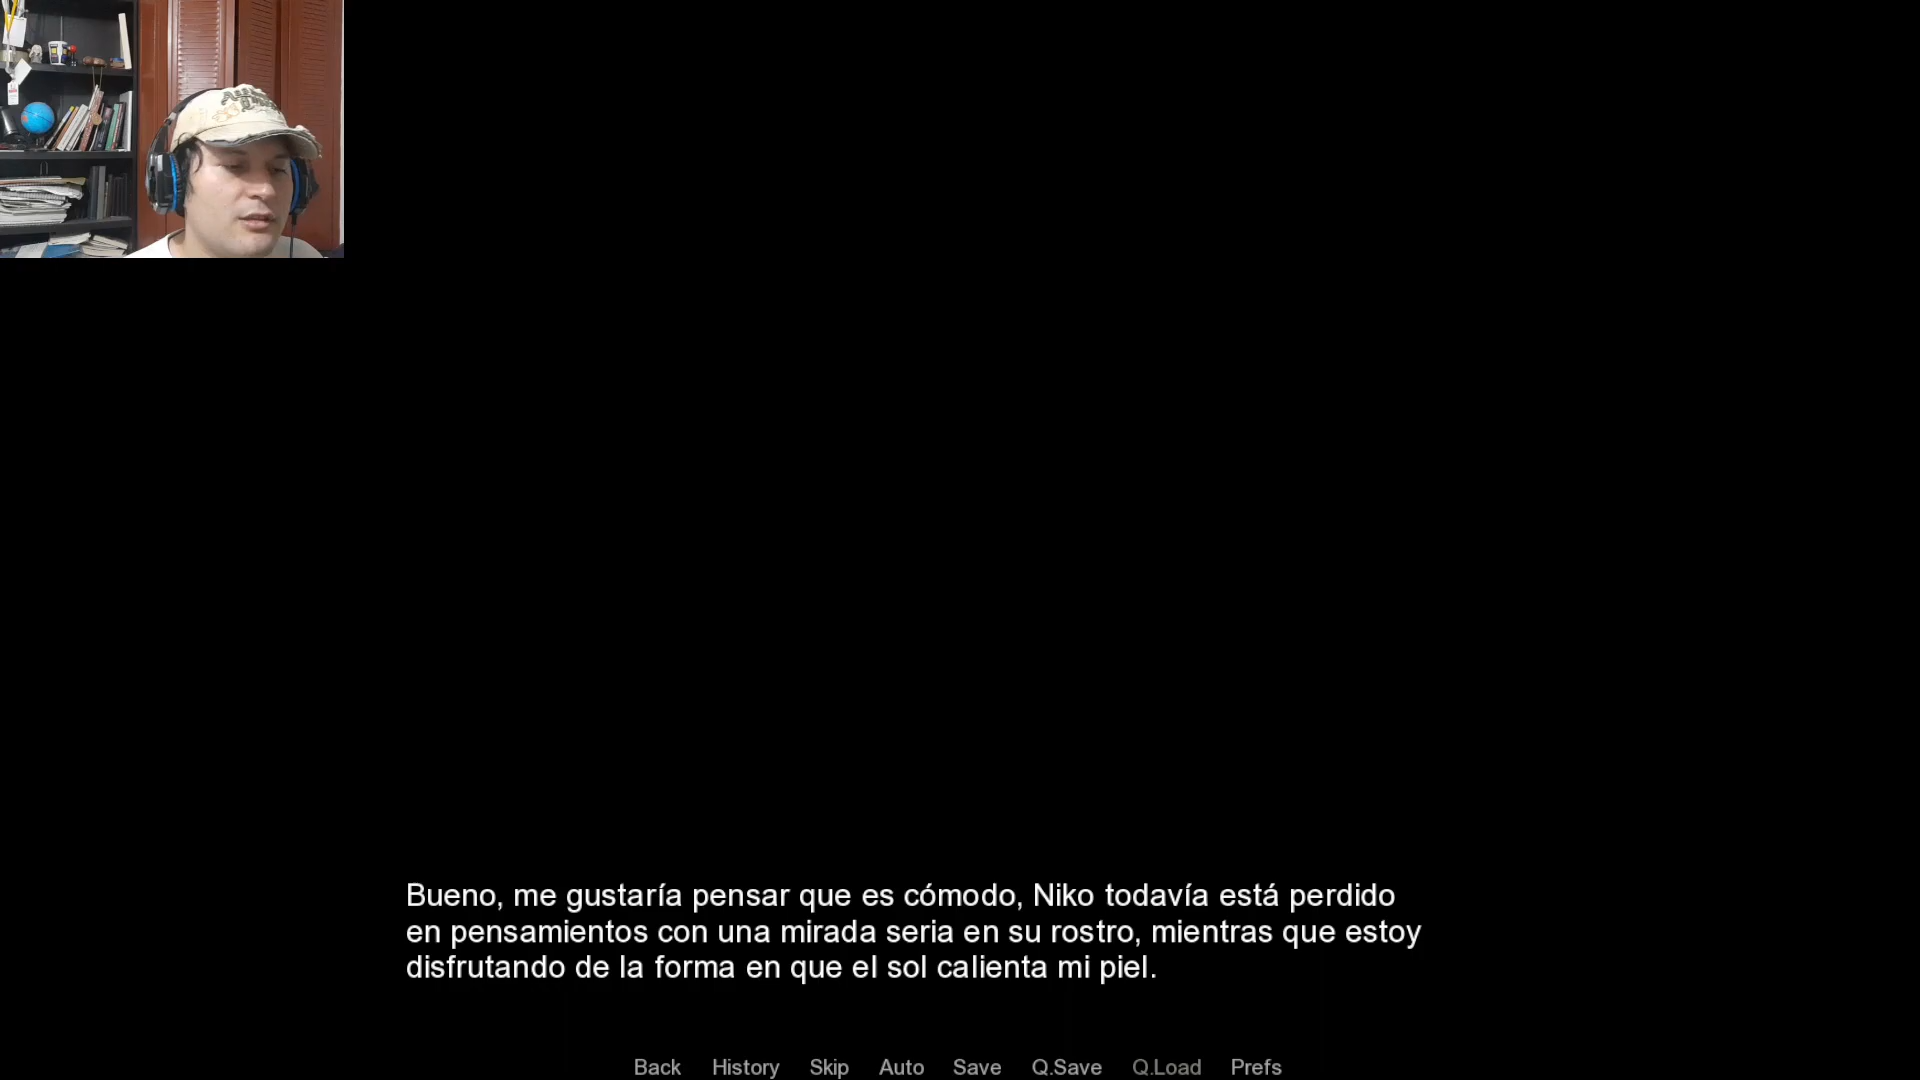 Bueno, me gustaría pensar que es cómodo, Niko todavía está perdido
en pensamientos con una mirada seria en su rostro, mientras que estoy
disfrutando de la forma en que el sol calienta mi piel.
Back History Skip Auto Save Q.Save Q.Load Prefs